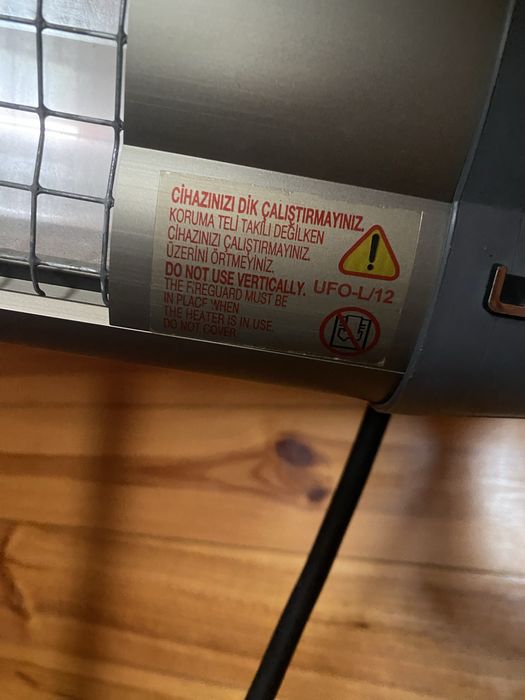 CİHAZINIZI DİK ÇALIŞTIRMAYINIZ.
KORUMA TELİ TAKILI DEĞİLKEN
CİHAZINIZI ÇALIŞTIRMAYINIZ.
ÜZERİNİ ÖRTMEYİNİZ.
DO NOT USE VERTICALLY.
THE FIREGUARD MUST BE
IN PLACE WHEN
THE HEATER IS IN USE.
DO NOT COVER
UFO-L/12